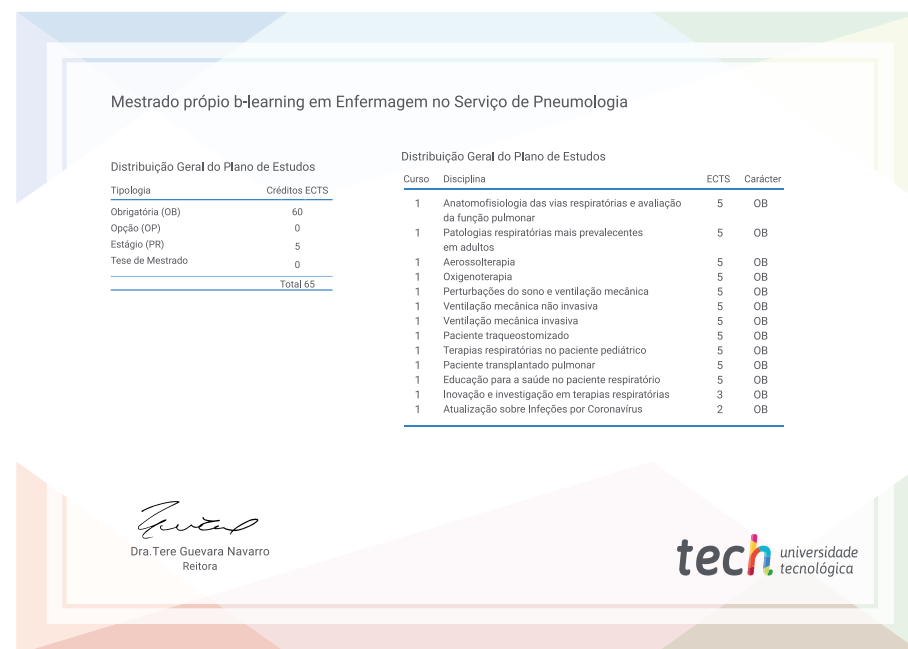 Mestrado própio b-learning em Enfermagem no Serviço de Pneumologia
Distribuição Geral do Plano de Estudos
Tipologia Créditos ECTS
Obrigatória (OB) 60
Opção (OP) 0
Estágio (PR) 5
Tese de Mestrado 0
Total 65
Distribuição Geral do Plano de Estudos
Curso Disciplina ECTS Carácter
1 Anatomofisiologia das vias respiratórias e avaliação 5 OB
da função pulmonar
1 Patologias respiratórias mais prevalecentes 5 OB
em adultos
1 Aerossolterapia 5 OB
1 Oxigenoterapia 5 OB
1 Perturbações do sono e ventilação mecânica 5 OB
1 Ventilação mecânica não invasiva 5 OB
1 Ventilação mecânica invasiva 5 OB
1 Paciente traqueostomizado 5 OB
1 Terapias respiratórias no paciente pediátrico 5 OB
1 Paciente transplantado pulmonar 5 OB
1 Educação para a saúde no paciente respiratório 5 OB
1 Inovação e investigação em terapias respiratórias 3 OB
1 Atualização sobre Infeções por Coronavírus 2 OB
Dra.Tere Guevara Navarro
Reitora
tech universidade
tecnológica